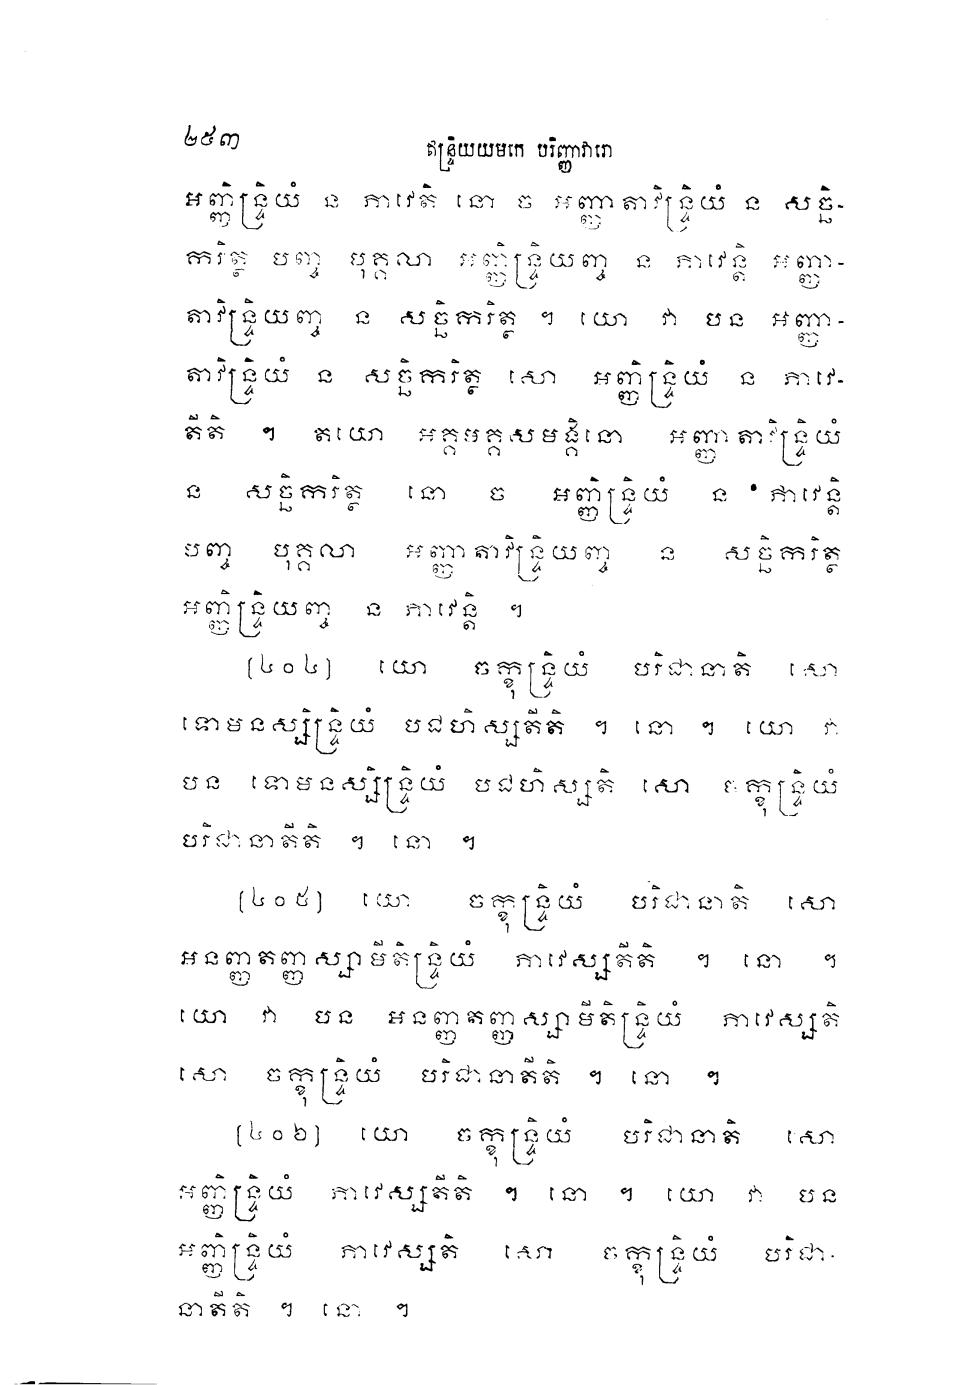 ២៥៣
ឥន្ទ្រិយយមកេ បរិញ្ញាវារោ
អញ្ញិន្ទ្រិយំ ន ភាវេតិ នោ ច អញ្ញាតាវិន្ទ្រិយំ ន សច្ឆិ-
ករិត្ថ បញ្ច បុគ្គលា អញ្ញិន្ទ្រិយញ្ច ន ភាវេន្តិ អញ្ញា-
តាវិន្ទ្រិយញ្ច ន សច្ឆិករិត្ថ ។ យោ វា បន អញ្ញា-
តាវិន្ទ្រិយំ ន សច្ឆិករិត្ថ សោ អញ្ញិន្ទ្រិយំ ន ភាវេ-
តីតិ ។ តយោ អគ្គមគ្គសមង្គិនោ អញ្ញាតាវិន្ទ្រិយំ
ន សច្ឆិករិត្ថ នោ ច អញ្ញិន្ទ្រិយំ ន ភាវេន្តិ
បញ្ច បុគ្គលា អញ្ញាតាវិន្ទ្រិយញ្ច ន សច្ឆិករិត្ថ
អញ្ញិន្ទ្រិយញ្ច ន ភាវេន្តិ ។
[៤០៤] យោ ចក្ខុន្ទ្រិយំ បរិជានាតិ សោ
ទោមនស្សិន្ទ្រិយំ បជហិស្សតីតិ ។ នោ ។ យោ វា
បន ទោមនស្សិន្ទ្រិយំ បជហិស្សតិ សោ ចក្ខុន្ទ្រិយំ
បរិជានាតីតិ ។ នោ ។
[៤០៥] យោ ចក្ខុន្ទ្រិយំ បរិជានាតិ សោ
អនញ្ញតញ្ញស្សាមីតិន្ទ្រិយំ ភាវេស្សតីតិ ។ នោ ។
យោ វា បន អនញ្ញតញ្ញស្សាមីតិន្ទ្រិយំ ភាវេស្សតិ
សោ ចក្ខុន្ទ្រិយំ បរិជានាតីតិ ។ នោ ។
[៤០៦] យោ ចក្ខុន្ទ្រិយំ បរិជានាតិ សោ
អញ្ញិន្ទ្រិយំ ភាវេស្សតីតិ ។ នោ ។ យោ វា បន
អញ្ញិន្ទ្រិយំ ភាវេស្សតិ សោ ចក្ខុន្ទ្រិយំ បរិជា-
នាតីតិ ។ នោ ។